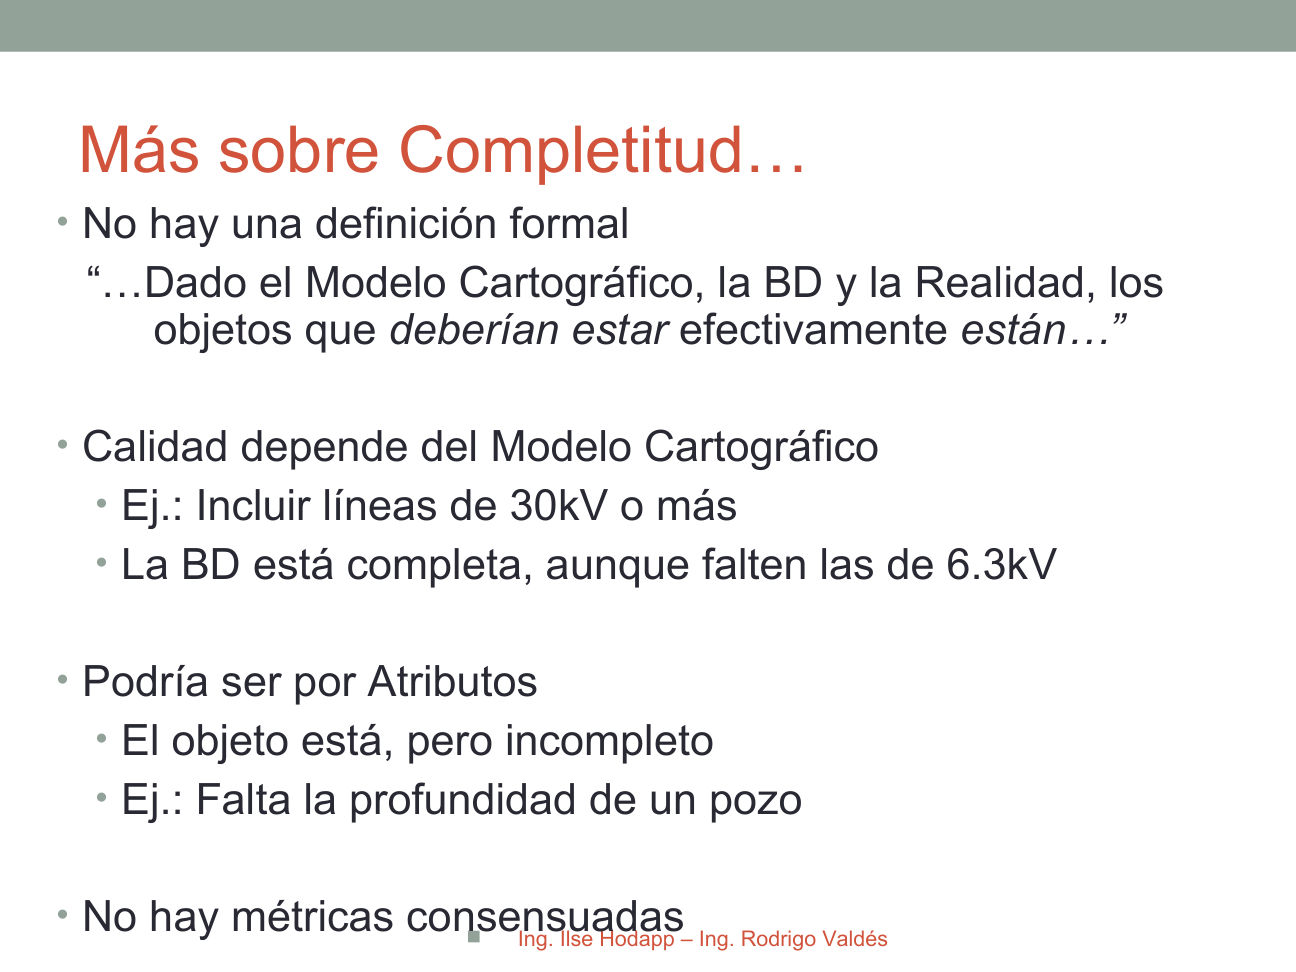 Más sobre Completitud…
• No hay una definición formal
“…Dado el Modelo Cartográfico, la BD y la Realidad, los
objetos que deberían estar efectivamente están…”
• Calidad depende del Modelo Cartográfico
• Ej.: Incluir líneas de 30kV o más
• La BD está completa, aunque falten las de 6.3kV
• Podría ser por Atributos
• El objeto está, pero incompleto
• Ej.: Falta la profundidad de un pozo
• No hay métricas consensuadas
Ing. Ilse Hodapp – Ing. Rodrigo Valdés